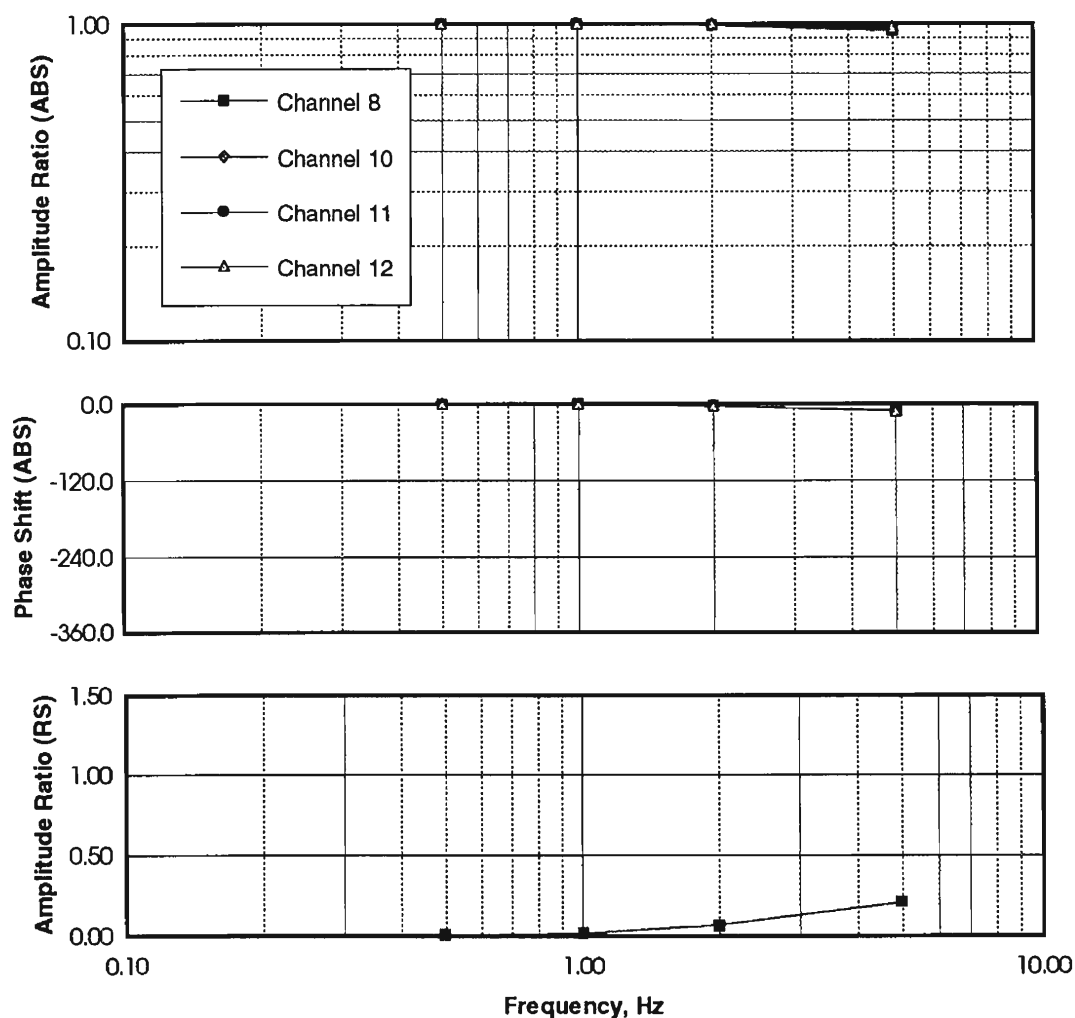 1.00
Amplitude Ratio (ABS)
Channel 8
Channel 10
Channel 11
Channel 12
0.10
0.0
Phase Shift (ABS)
-120.0
-240.0
-360.0
1.50
Amplitude Ratio (RS)
1.00
0.50
0.00
0.10 1.00 10.00
Frequency, Hz